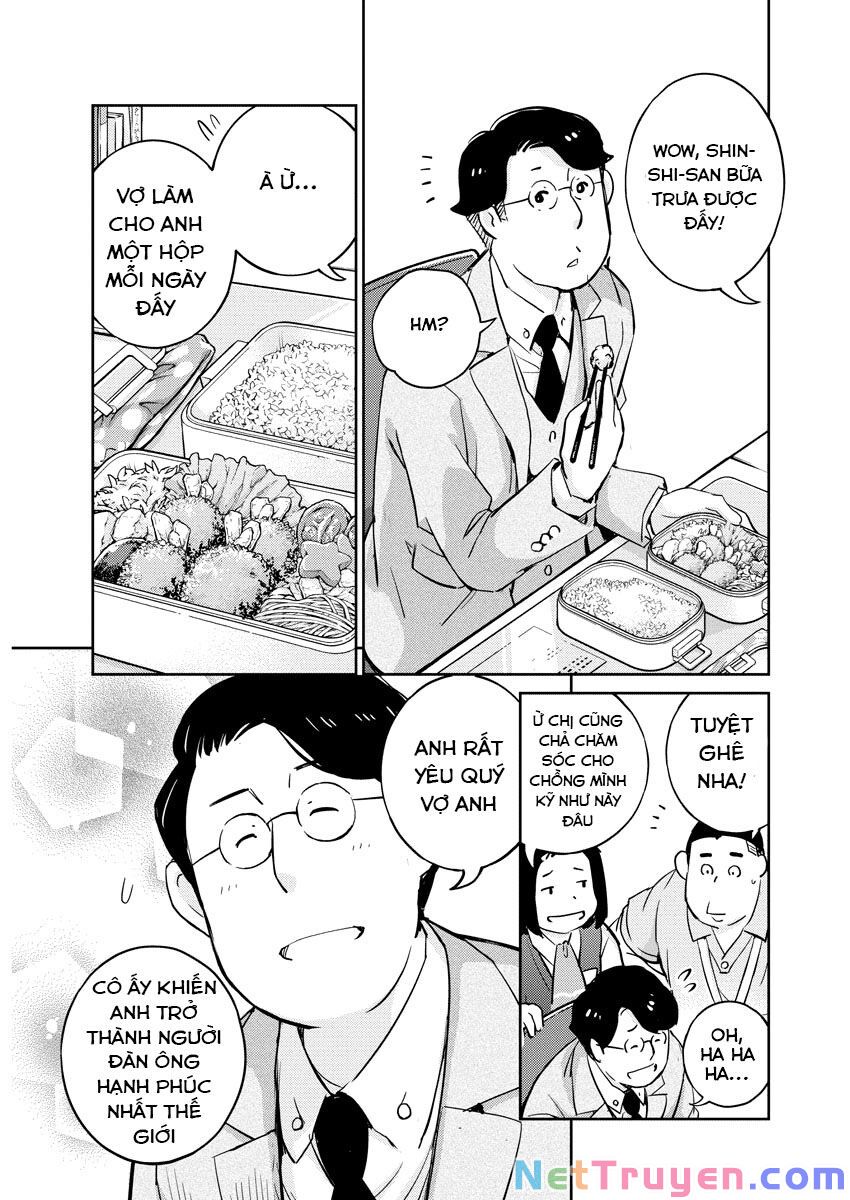 WOW, SHIN-
SHI-SAN BỮA
TRƯA ĐƯỢC
ĐẤY!
HM?
À Ừ...
VỢ LÀM
CHO ANH
MỘT HỘP
MỖI NGÀY
ĐẤY
TUYỆT
GHÊ
NHA!
Ừ CHỊ CŨNG
CHẢ CHĂM
SÓC CHO
CHỒNG MÌNH
KỸ NHƯ NÀY
ĐÂU
OH,
HA HA
HA...
ANH RẤT
YÊU QUÝ
VỢ ANH
CÔ ẤY KHIẾN
ANH TRỞ
THÀNH NGƯỜI
ĐÀN ÔNG
HẠNH PHÚC
NHẤT THẾ
GIỚI
NetTruyen.com